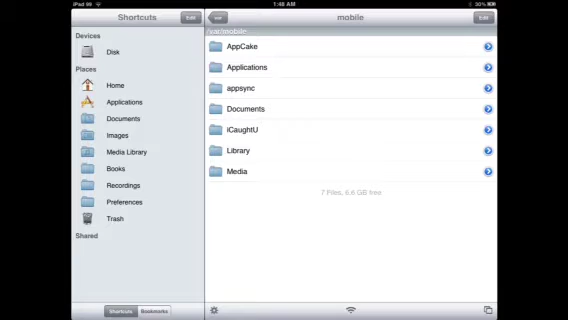 iPad
1:48 AM
30%
Shortcuts
Edit
var
mobile
Edit
/var/mobile
Devices
Disk
Places
Home
Applications
Documents
Images
Media Library
Books
Recordings
Preferences
Trash
Shared
AppCake
Applications
appsync
Documents
iCaughtU
Library
Media
7 Files, 6.6 GB free
Shortcuts
Bookmarks